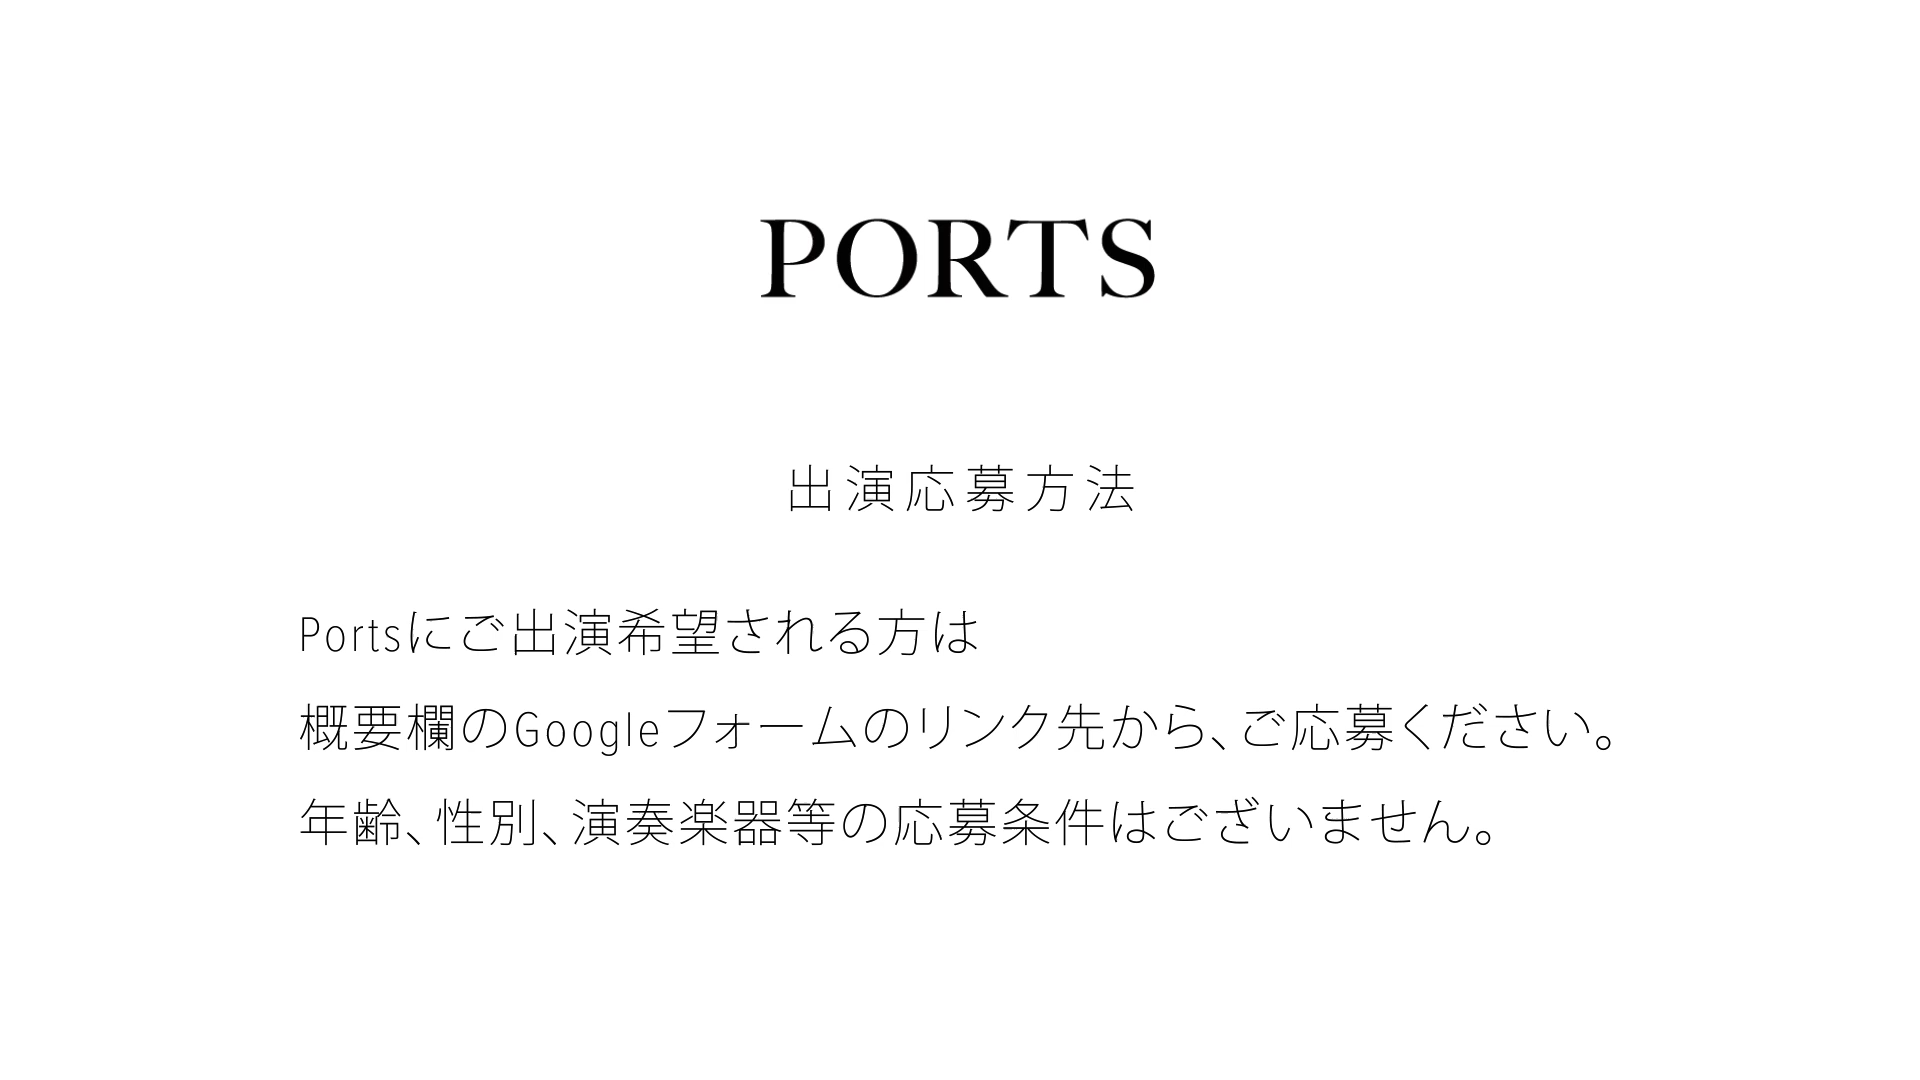 PORTS
出演応募方法
Portsにご出演希望される方は
概要欄のGoogleフォームのリンク先から、ご応募ください。
年齢、性別、演奏楽器等の応募条件はございません。